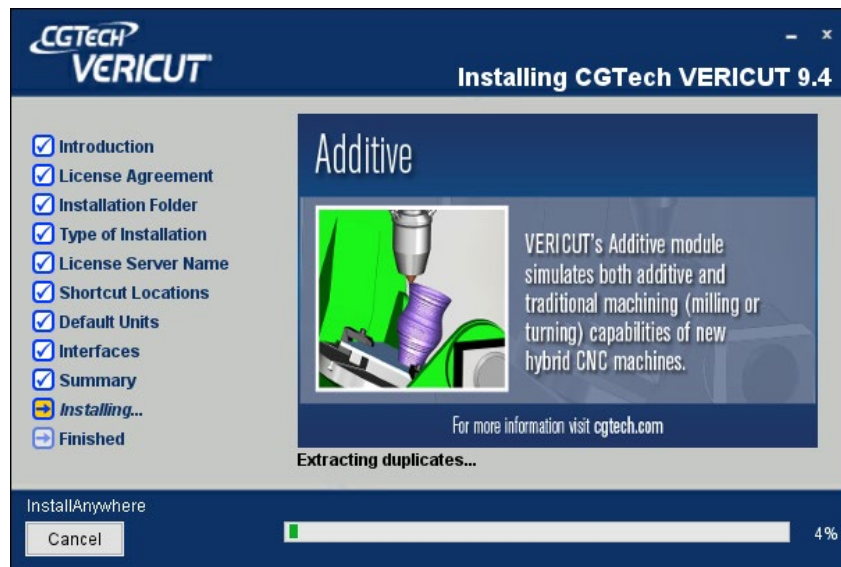 CGTECH
VERICUT
Installing CGTech VERICUT 9.4
Introduction
License Agreement
Installation Folder
Type of Installation
License Server Name
Shortcut Locations
Default Units
Interfaces
Summary
Installing...
Finished
Additive
VERICUT's Additive module
simulates both additive and
traditional machining (milling or
turning) capabilities of new
hybrid CNC machines.
For more information visit cgtech.com
Extracting duplicates...
InstallAnywhere
Cancel
4%